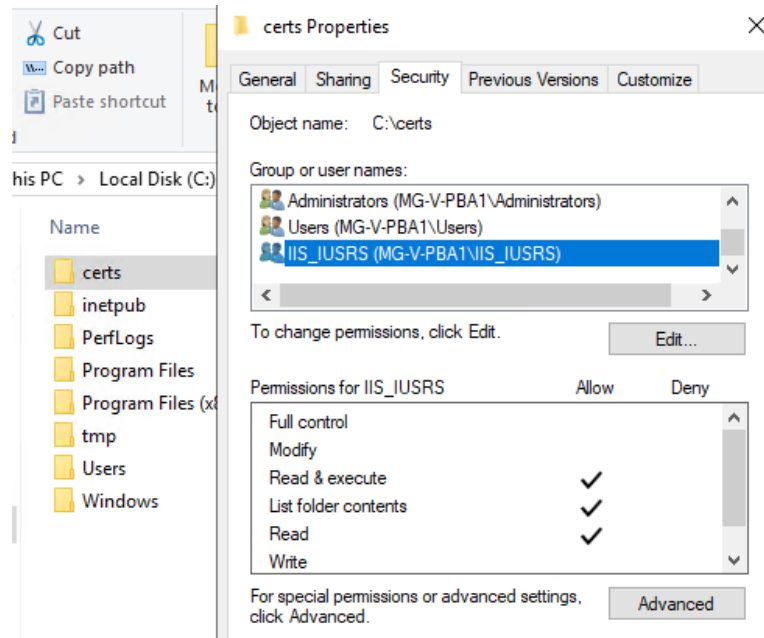 Cut
Copy path
Paste shortcut
M
t
his PC > Local Disk (C:)
Name
certs
inetpub
PerfLogs
Program Files
Program Files (x8
tmp
Users
Windows
certs Properties
General Sharing Security Previous Versions Customize
Object name: C:\certs
Group or user names:
Administrators (MG-V-PBA1\Administrators)
Users (MG-V-PBA1\Users)
IIS_IUSRS (MG-V-PBA1\IIS_IUSRS)
To change permissions, click Edit.
Edit...
Permissions for IIS_IUSRS Allow Deny
Full control
Modify
Read & execute
List folder contents
Read
Write
For special permissions or advanced settings,
click Advanced.
Advanced